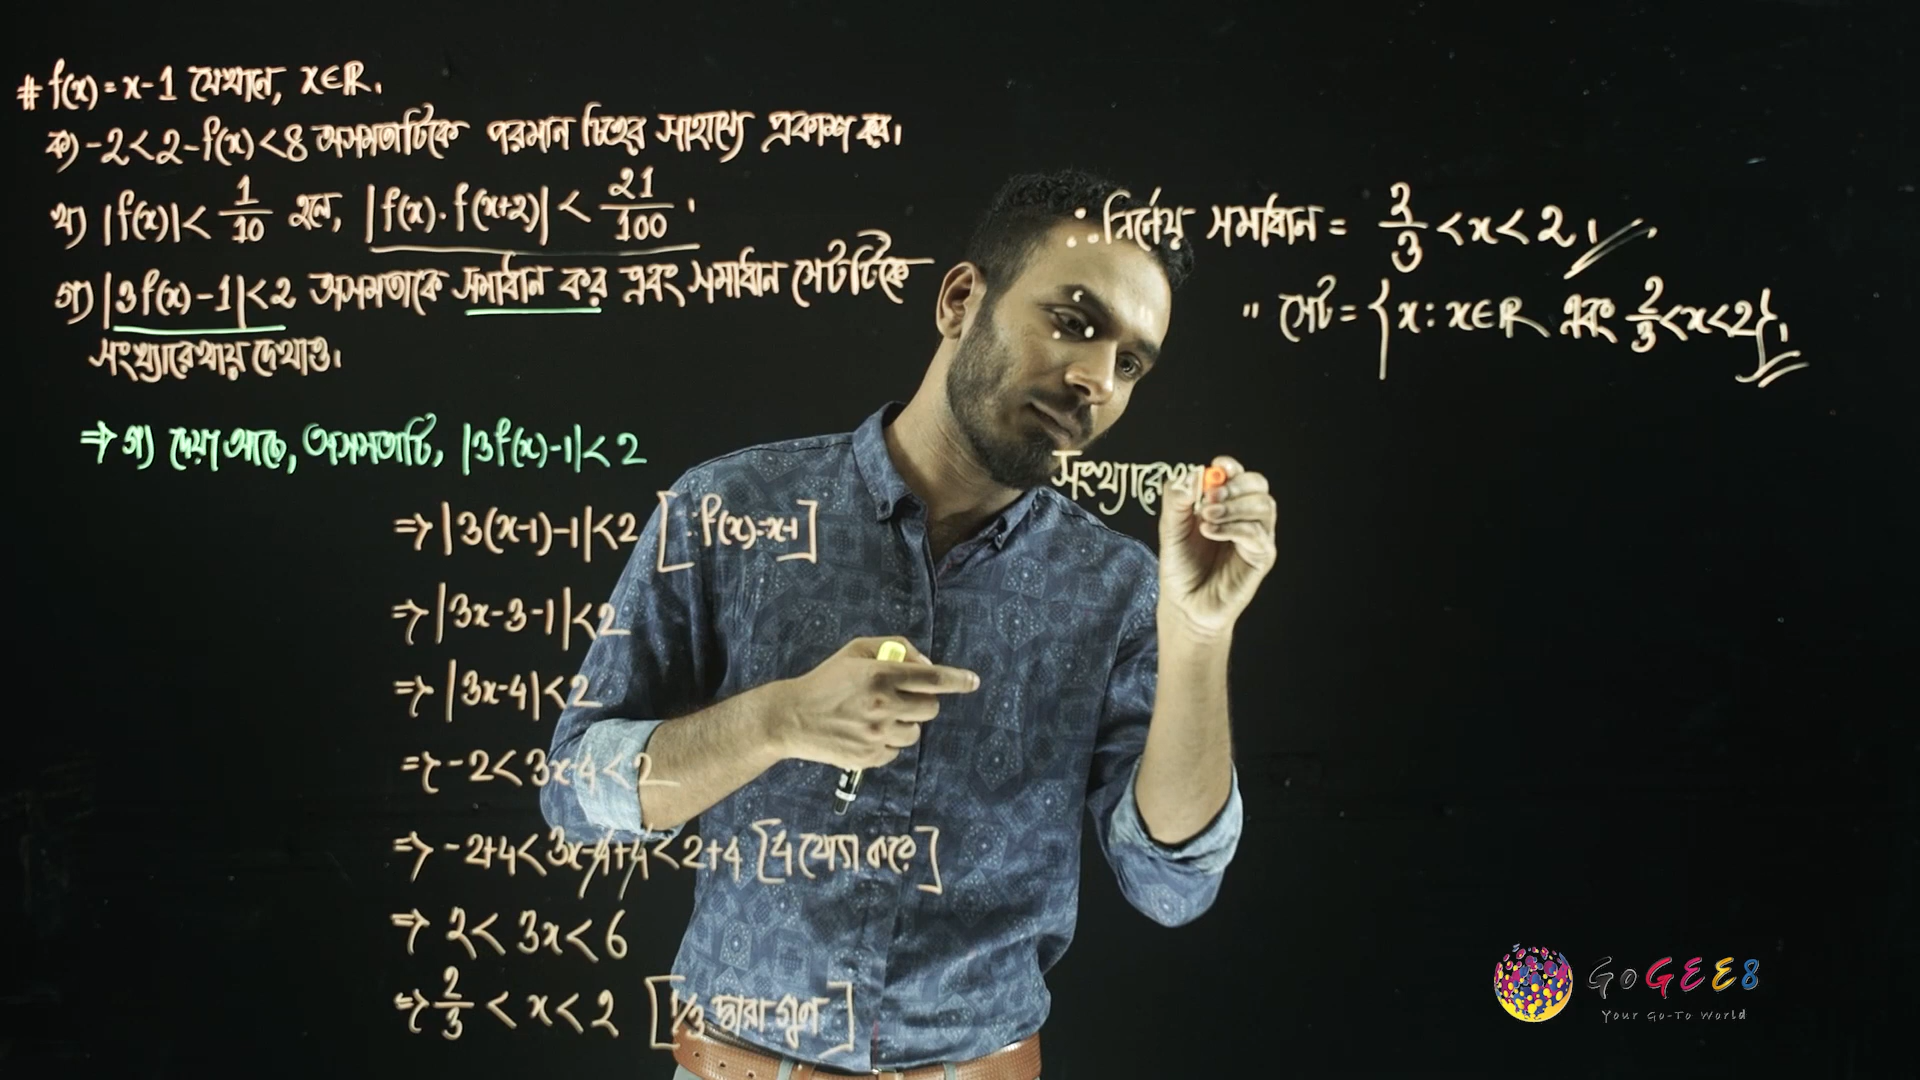 # f(x) = x-1 যেখানে, x∈ℝ.
ক) -2<2-f(x)<8 অসমতাটিকে পরমান চিহ্নের সাহায্যে প্রকাশ কর।
খ) |f(x)| < 1/10 হলে, |f(x).f(x+2)| < 21/100 .
গ) |3f(x)-1|<2 অসমতাকে সমাধান কর এবং সমাধান সেটটিকে
সংখ্যারেখায় দেখাও।
⇒ গ) দেয়া আছে, অসমতাটি, |3f(x)-1|<2
⇒ |3(x-1)-1|<2 [∵ f(x)=x-1]
⇒ |3x-3-1|<2
⇒ |3x-4|<2
⇒ -2<3x-4<2
⇒ -2+4<3x-4+4<2+4 [4 যোগ করে]
⇒ 2<3x<6
⇒ 2/3 < x < 2 [1/3 দ্বারা গুণ]
∴ নির্ণেয় সমাধান = 2/3 <x<2.
" সেট = {x : x∈ℝ এবং 2/3<x<2}.
সংখ্যারেখা
GoGEE8
Your Go-To World